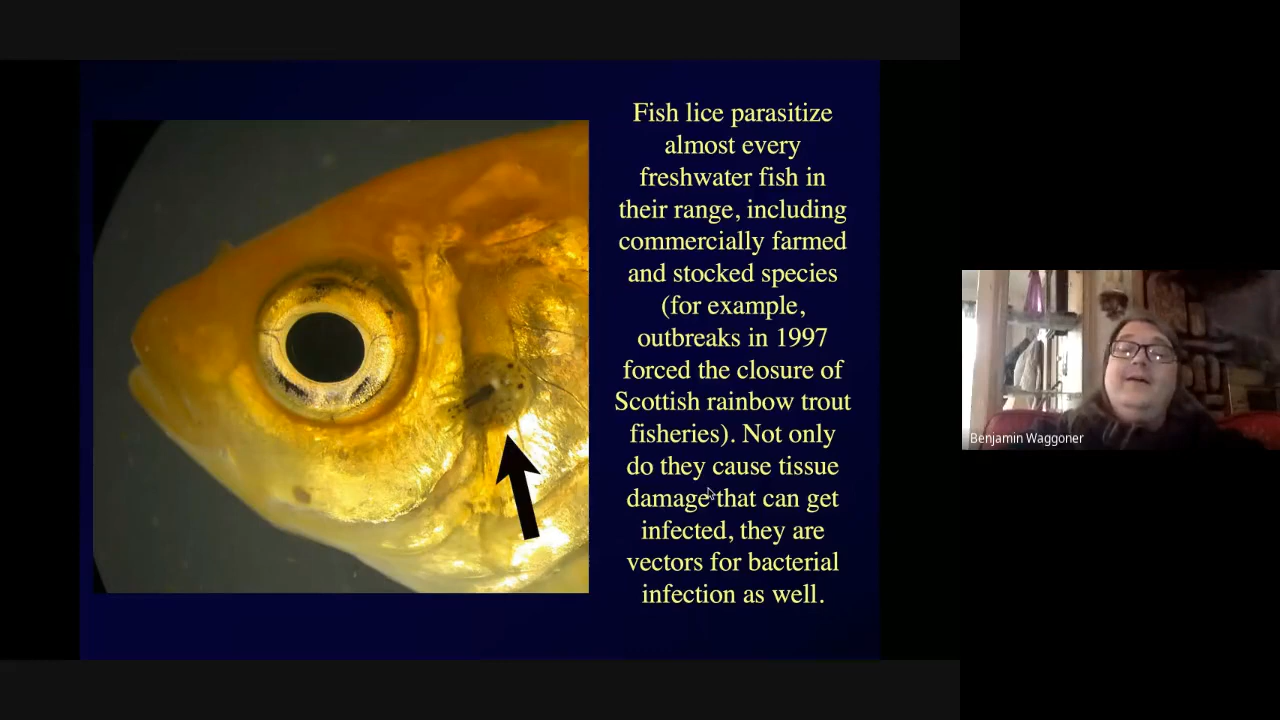 Fish lice parasitize
almost every
freshwater fish in
their range, including
commercially farmed
and stocked species
(for example,
outbreaks in 1997
forced the closure of
Scottish rainbow trout
fisheries). Not only
do they cause tissue
damage that can get
infected, they are
vectors for bacterial
infection as well.
Benjamin Waggoner